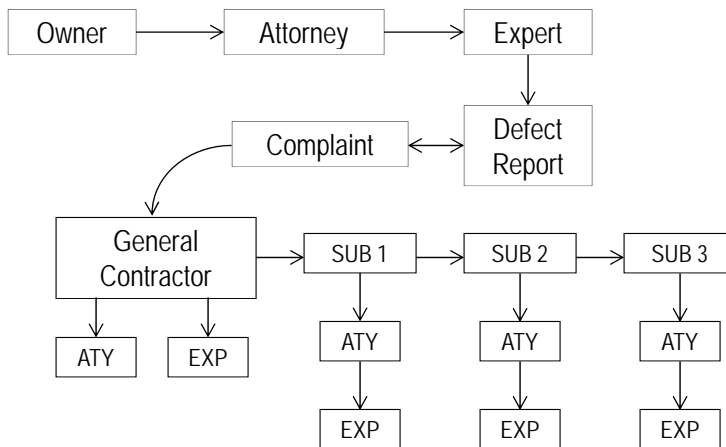 Owner
Attorney
Expert
Complaint
Defect
Report
General
Contractor
SUB 1
SUB 2
SUB 3
ATY
EXP
ATY
ATY
ATY
EXP
EXP
EXP